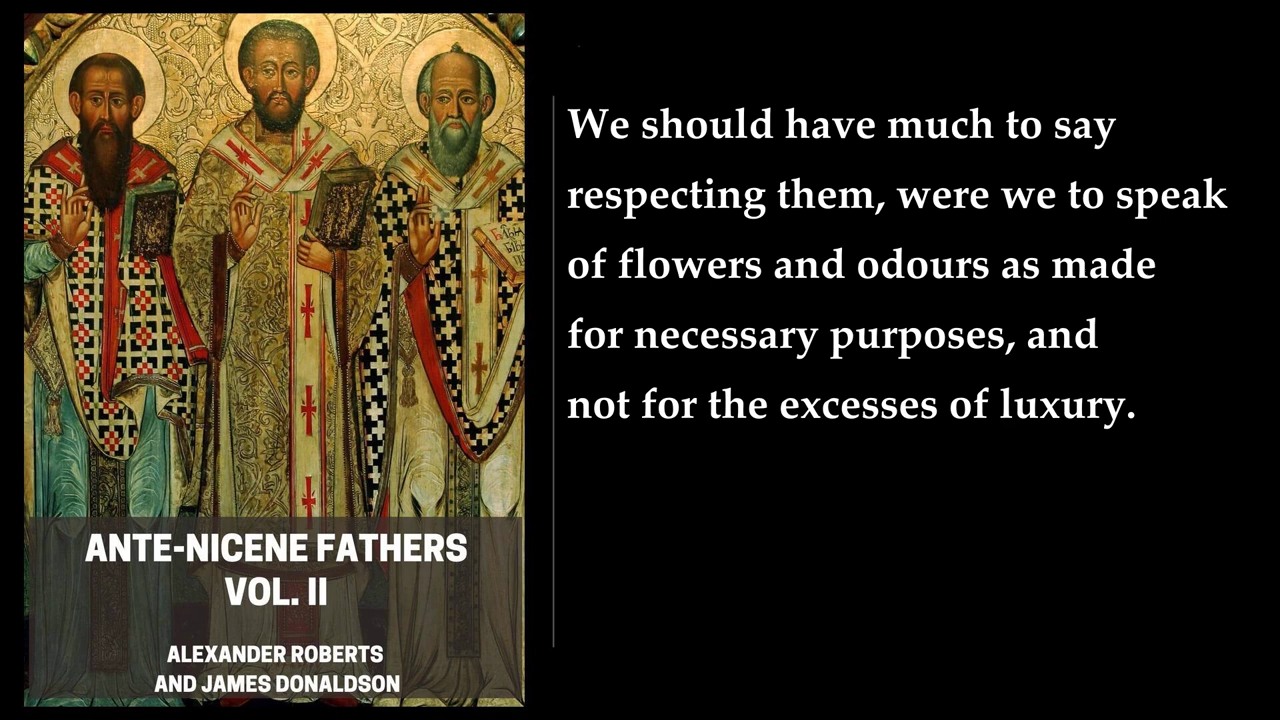 We should have much to say
respecting them, were we to speak
of flowers and odours as made
for necessary purposes, and
not for the excesses of luxury.
ANTE-NICENE FATHERS
VOL. II
ALEXANDER ROBERTS
AND JAMES DONALDSON